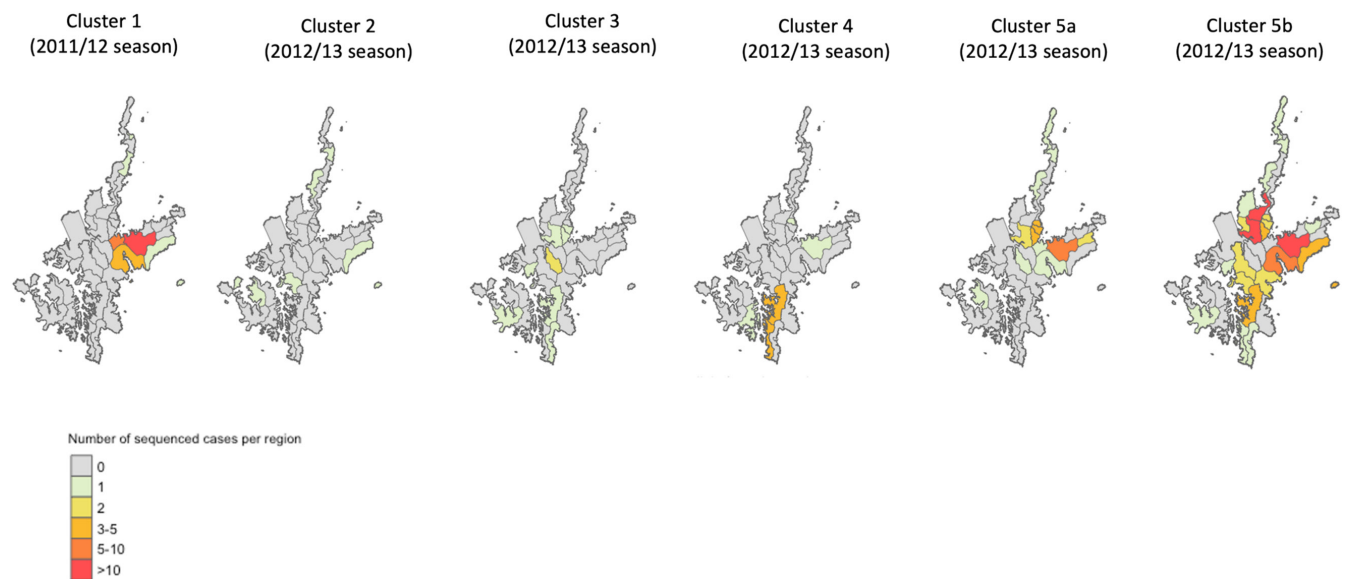 Cluster 1
(2011/12 season)
Cluster 2
(2012/13 season)
Cluster 3
(2012/13 season)
Cluster 4
(2012/13 season)
Cluster 5a
(2012/13 season)
Cluster 5b
(2012/13 season)
Number of sequenced cases per region
0
1
2
3-5
5-10
>10